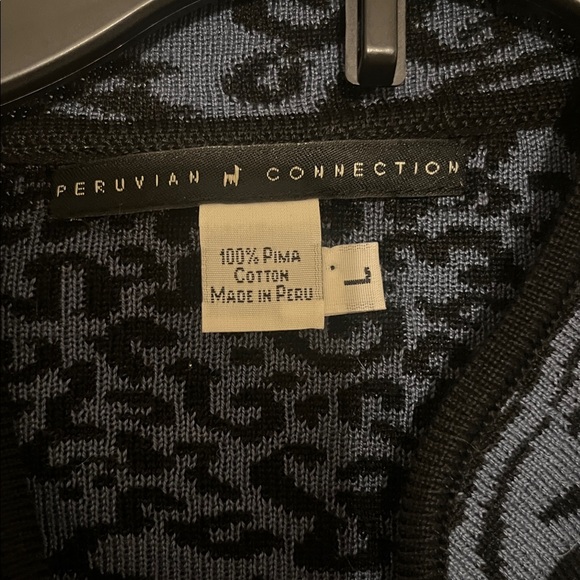 PERUVIAN CONNECTION
100% PIMA
COTTON
MADE IN PERU
L